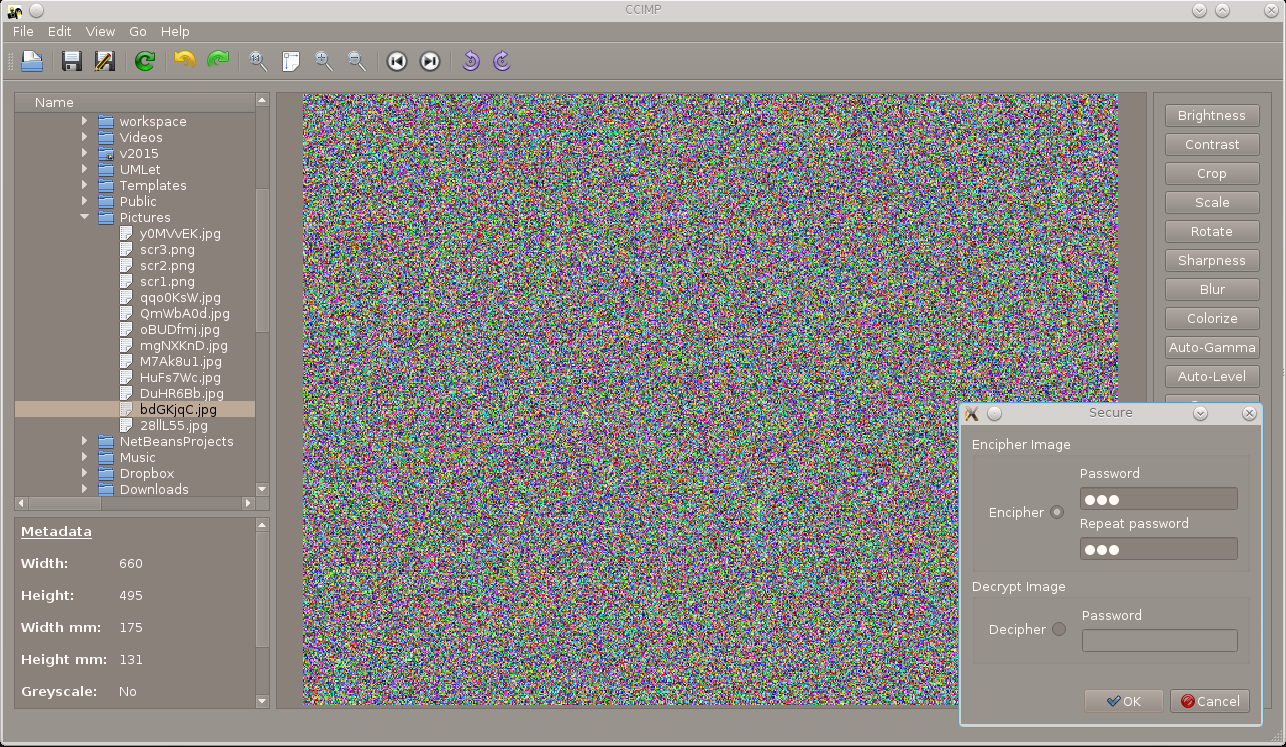 CCIMP
File Edit View Go Help
Name
workspace
Videos
v2015
UMLet
Templates
Public
Pictures
y0MVvEK.jpg
scr3.png
scr2.png
scr1.png
qqo0KsW.jpg
QmWbA0d.jpg
oBUDfmj.jpg
mgNXKnD.jpg
M7Ak8u1.jpg
HuFs7Wc.jpg
DuHR6Bb.jpg
bdGKjqC.jpg
28llL55.jpg
NetBeansProjects
Music
Dropbox
Downloads
Metadata
Width: 660
Height: 495
Width mm: 175
Height mm: 131
Greyscale: No
Brightness
Contrast
Crop
Scale
Rotate
Sharpness
Blur
Colorize
Auto-Gamma
Auto-Level
Secure
Encipher Image
Password
Encipher
Repeat password
Decrypt Image
Password
Decipher
OK Cancel